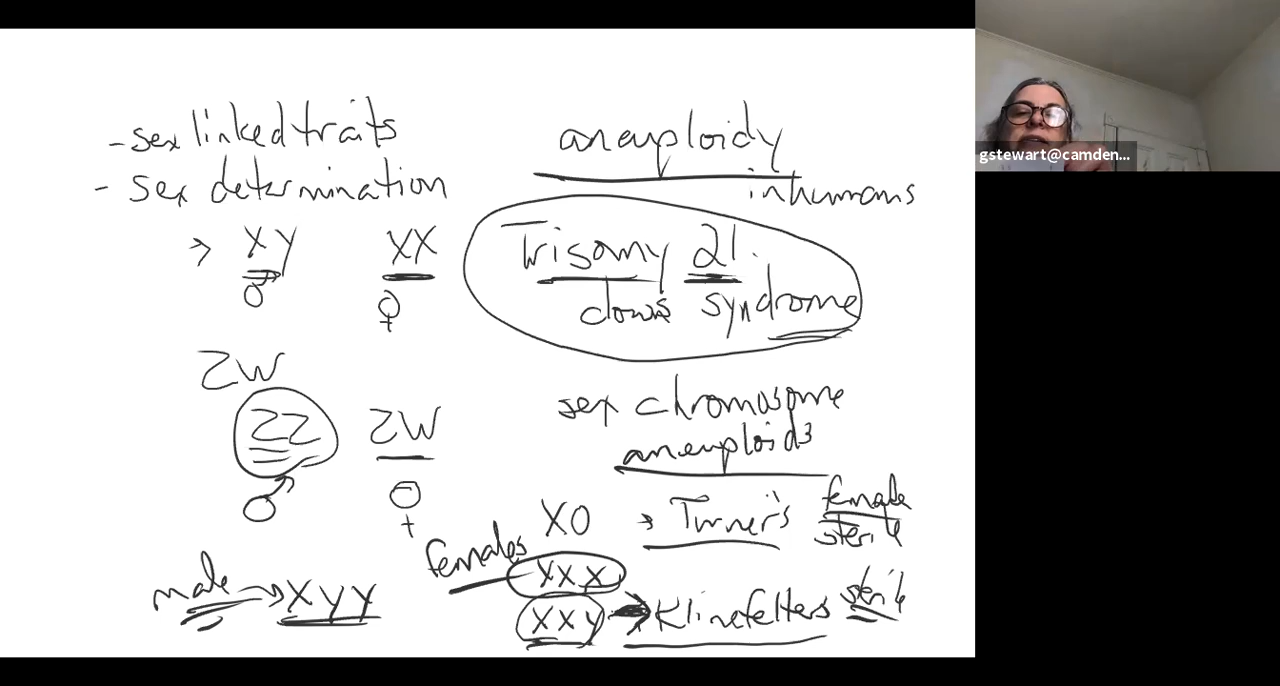 - sex linked traits
- sex determination
> XY XX
♂ ♀
ZW
ZZ ZW
♂ ♀
male → XYY
aneuploidy
in humans
Trisomy 21.
downs syndrome
sex chromosome
aneuploids
XO → Turner's female
sterile
females XXX
XXY → Klinefelters sterile
gstewart@camden...